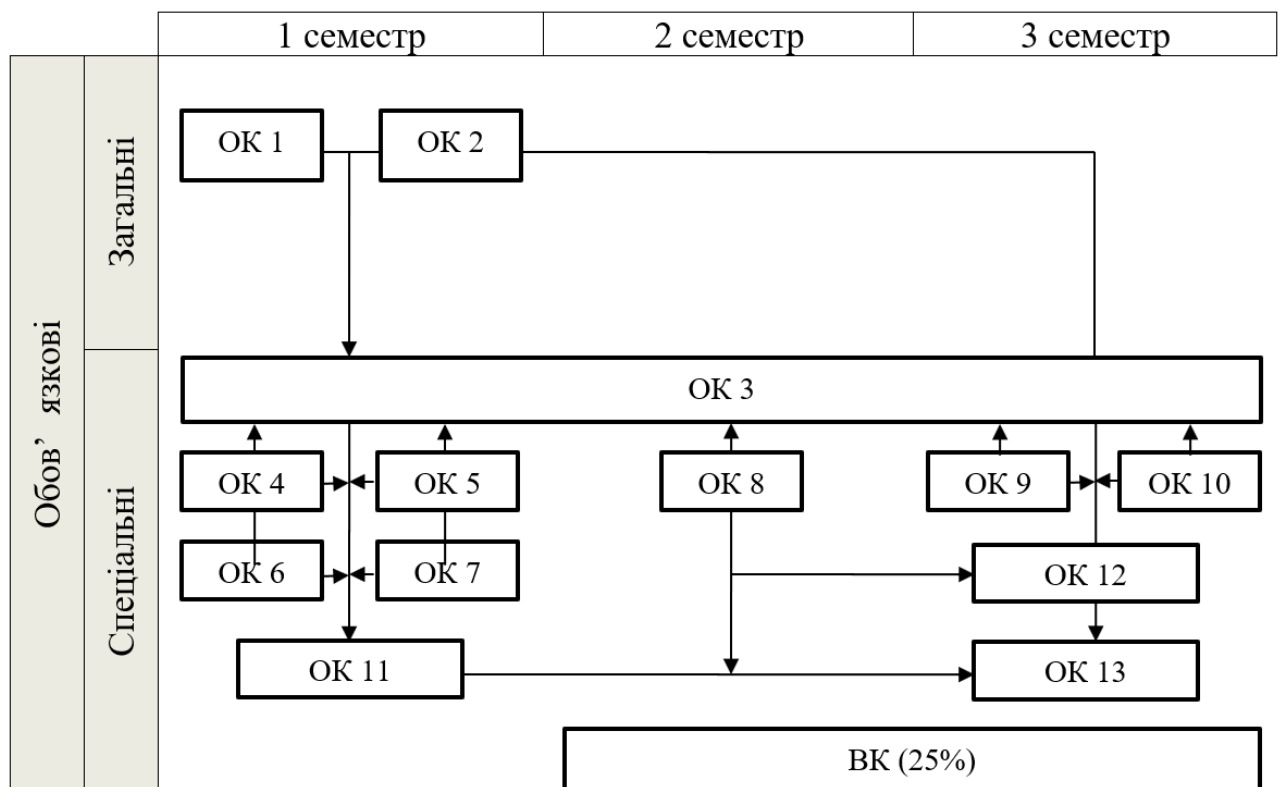 1 семестр
2 семестр
3 семестр
Обов’ язкові
Загальні
ОК 1
ОК 2
Спеціальні
ОК 3
ОК 4
ОК 5
ОК 8
ОК 9
ОК 10
ОК 6
ОК 7
ОК 12
ОК 11
ОК 13
ВК (25%)